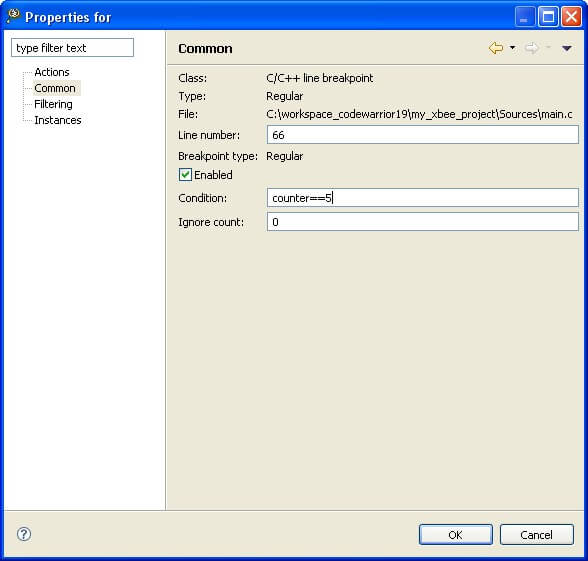 Properties for
type filter text
Actions
Common
Filtering
Instances
Common
Class: C/C++ line breakpoint
Type: Regular
File: C:\workspace_codewarrior19\my_xbee_project\Sources\main.c
Line number: 66
Breakpoint type: Regular
Enabled
Condition: counter==5
Ignore count: 0
?
OK Cancel